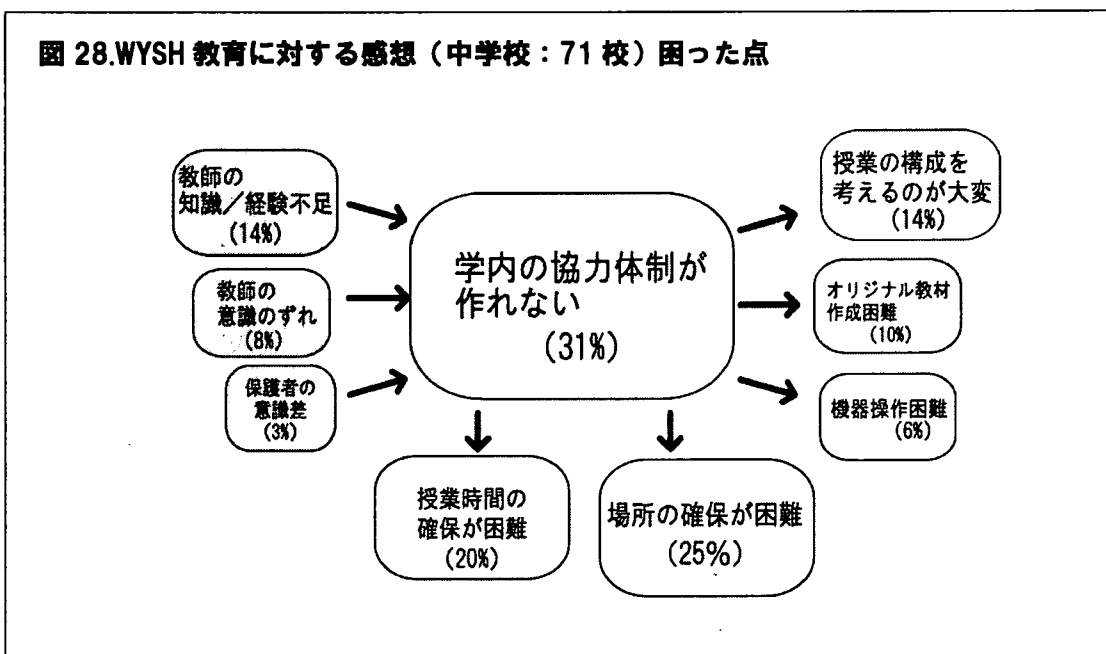 図 28.WYSH 教育に対する感想（中学校：71 校）困った点
教師の
知識／経験不足
(14%)
教師の
意識のずれ
(8%)
保護者の
意識差
(3%)
学内の協力体制が
作れない
(31%)
授業の構成を
考えるのが大変
(14%)
オリジナル教材
作成困難
(10%)
機器操作困難
(6%)
授業時間の
確保が困難
(20%)
場所の確保が困難
(25%)